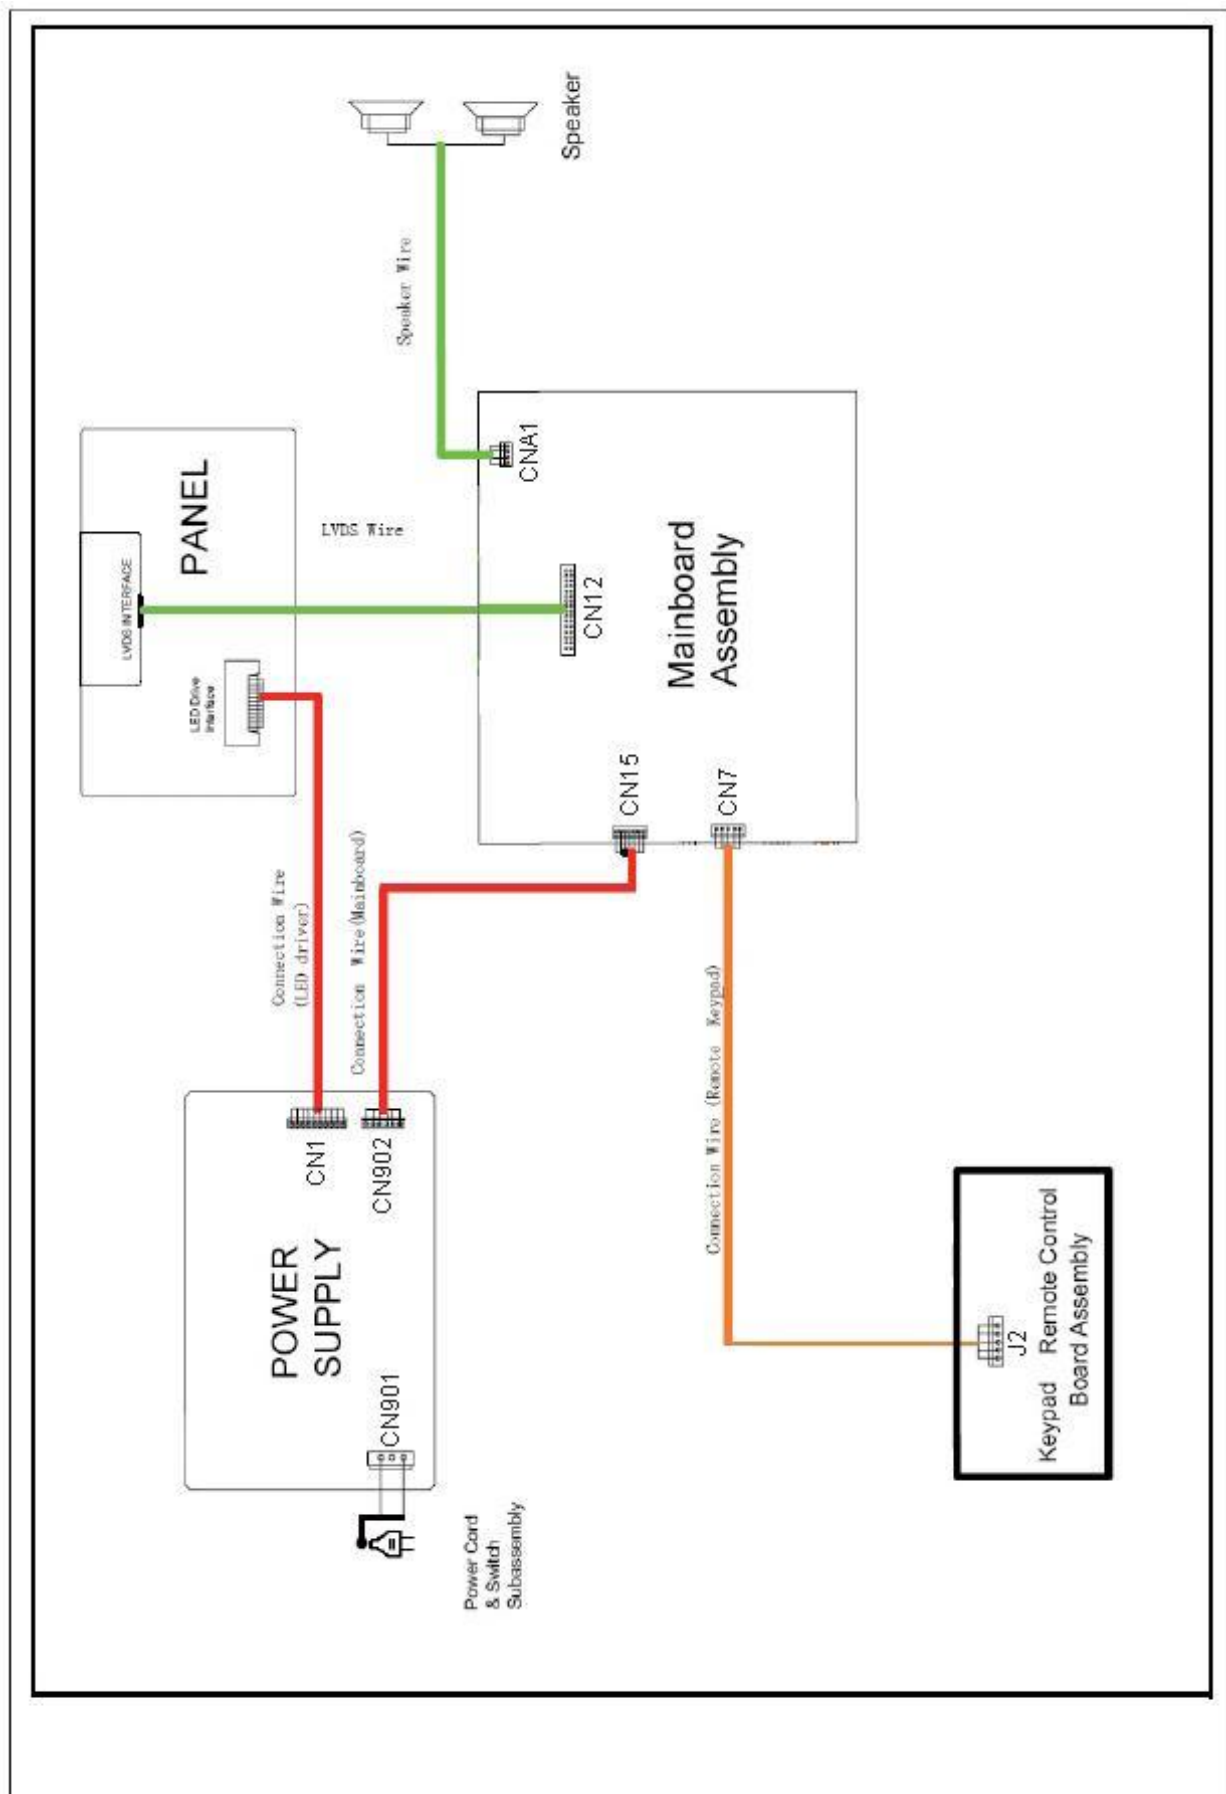 Power Cord
& Switch
Subassembly
CN901
POWER
SUPPLY
CN1
CN902
Connection Wire
(LED driver)
Connection Wire(Mainboard)
LED Drive
Interface
LVDS INTERFACE
PANEL
LVDS Wire
Speaker Wire
Speaker
CNA1
CN12
CN15
CN7
Mainboard
Assembly
Connection Wire (Remote Keypad)
J2
Keypad Remote Control
Board Assembly